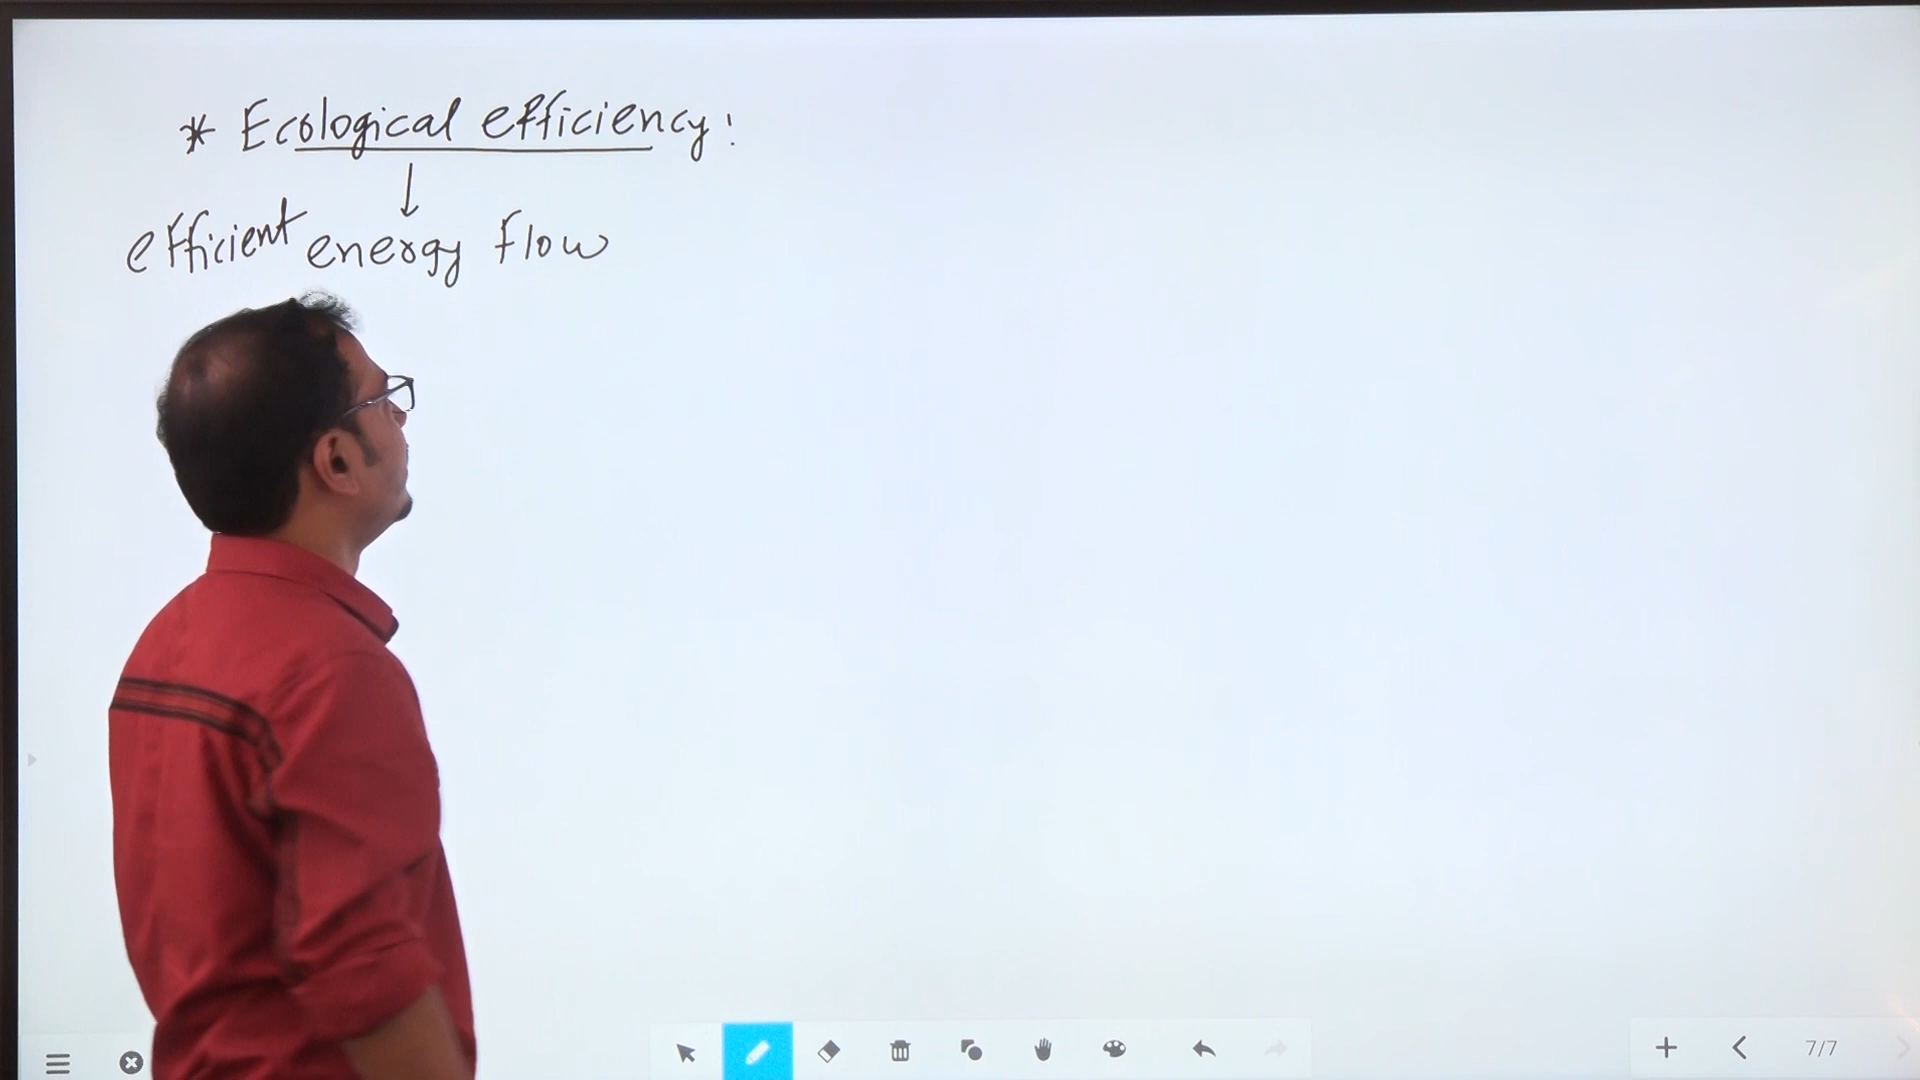 * Ecological efficiency:
↓
efficient energy flow
7/7